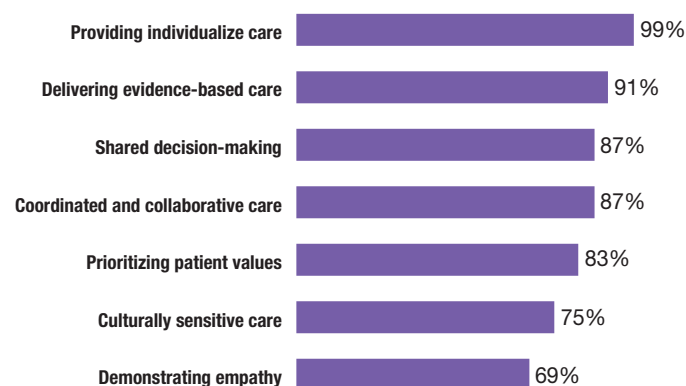 Providing individualize care 99%
Delivering evidence-based care 91%
Shared decision-making 87%
Coordinated and collaborative care 87%
Prioritizing patient values 83%
Culturally sensitive care 75%
Demonstrating empathy 69%